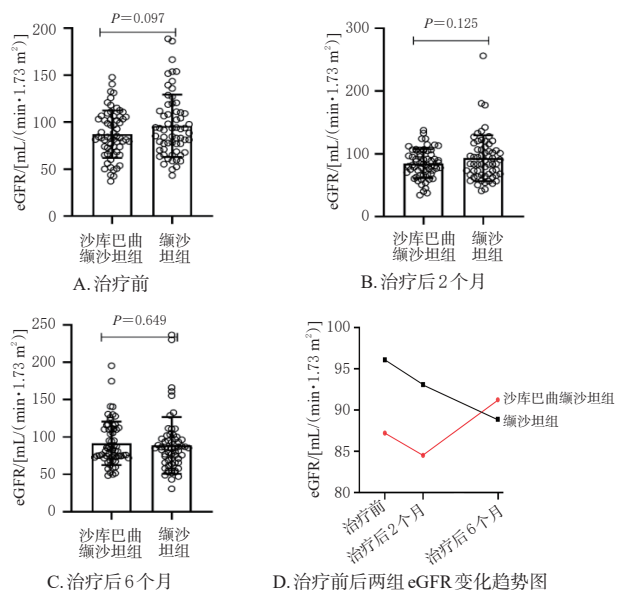 P=0.097
eGFR/[mL/(min·1.73 m²)]
200
150
100
50
0
沙库巴曲
缬沙坦组
缬沙
坦组
A. 治疗前
P=0.125
eGFR/[mL/(min·1.73 m²)]
300
200
100
0
沙库巴曲
缬沙坦组
缬沙
坦组
B. 治疗后2个月
P=0.649
eGFR/[mL/(min·1.73 m²)]
250
200
150
100
50
0
沙库巴曲
缬沙坦组
缬沙
坦组
C. 治疗后6个月
eGFR/[mL/(min·1.73 m²)]
100
95
90
85
80
沙库巴曲缬沙坦组
缬沙坦组
治疗前
治疗后2个月
治疗后6个月
D. 治疗前后两组eGFR变化趋势图